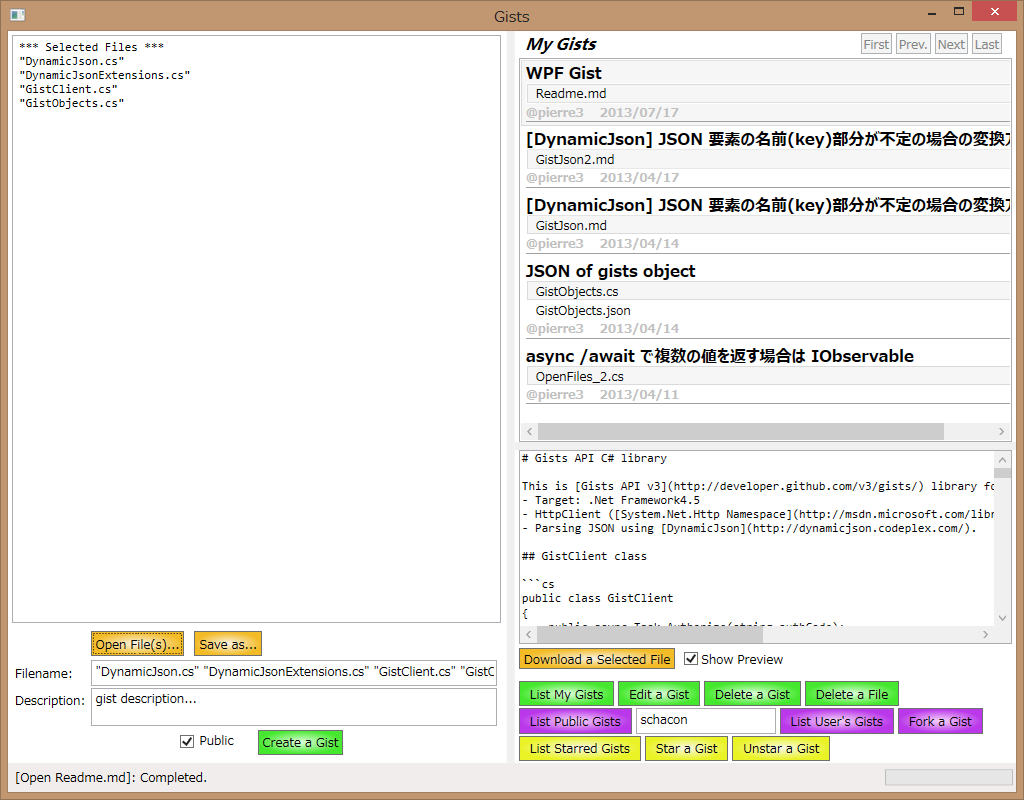 Gists
*** Selected Files ***
"DynamicJson.cs"
"DynamicJsonExtensions.cs"
"GistClient.cs"
"GistObjects.cs"
Open File(s)... Save as...
Filename: "DynamicJson.cs" "DynamicJsonExtensions.cs" "GistClient.cs" "GistC
Description: gist description...
Public Create a Gist
My Gists First Prev. Next Last
WPF Gist
Readme.md
@pierre3 2013/07/17
[DynamicJson] JSON 要素の名前(key)部分が不定の場合の変換
GistJson2.md
@pierre3 2013/04/17
[DynamicJson] JSON 要素の名前(key)部分が不定の場合の変換
GistJson.md
@pierre3 2013/04/14
JSON of gists object
GistObjects.cs
GistObjects.json
@pierre3 2013/04/14
async /await で複数の値を返す場合は IObservable
OpenFiles_2.cs
@pierre3 2013/04/11
# Gists API C# library
This is [Gists API v3](http://developer.github.com/v3/gists/) library fo
- Target: .Net Framework4.5
- HttpClient ([System.Net.Http Namespace](http://msdn.microsoft.com/libr
- Parsing JSON using [DynamicJson](http://dynamicjson.codeplex.com/).
## GistClient class
```cs
public class GistClient
{
public async Task Authorize(string authCode);
Download a Selected File Show Preview
List My Gists Edit a Gist Delete a Gist Delete a File
List Public Gists schacon List User's Gists Fork a Gist
List Starred Gists Star a Gist Unstar a Gist
[Open Readme.md]: Completed.